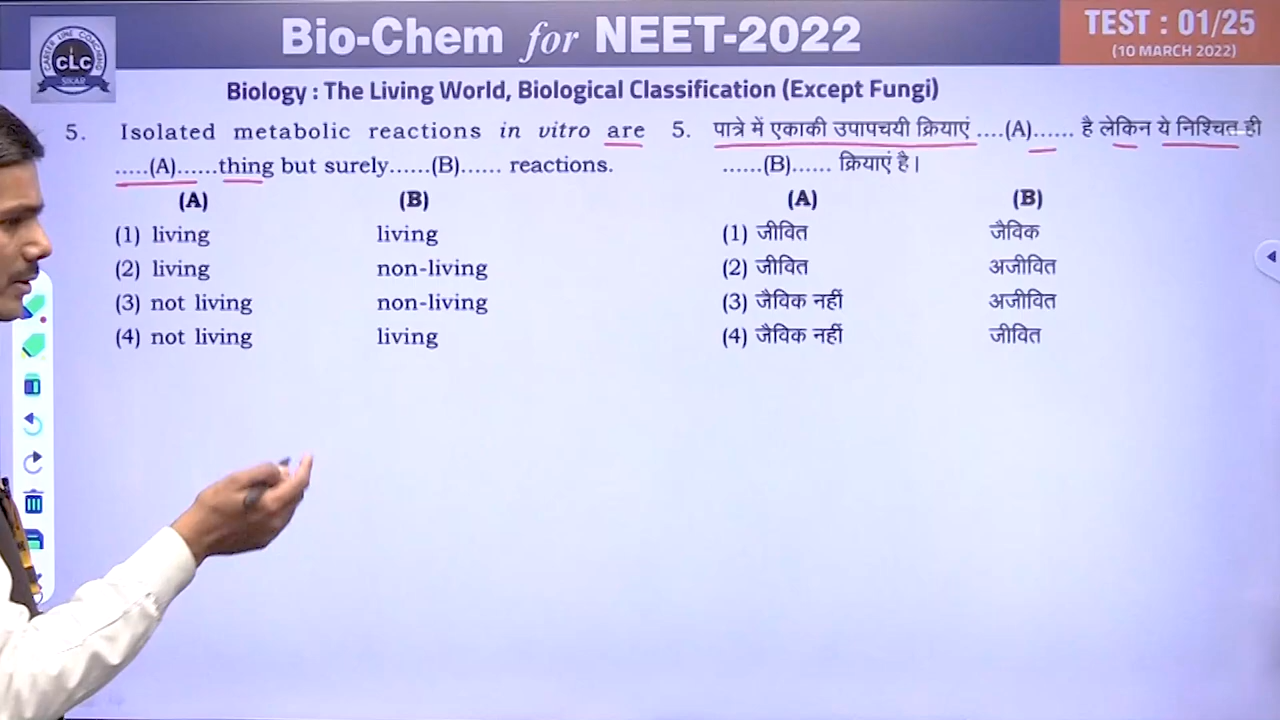 Bio-Chem for NEET-2022
TEST : 01/25
(10 MARCH 2022)
CAREER LINE COACHING
CLC
SIKAR
Biology : The Living World, Biological Classification (Except Fungi)
5. Isolated metabolic reactions in vitro are
.....(A)......thing but surely......(B)...... reactions.
(A) (B)
(1) living living
(2) living non-living
(3) not living non-living
(4) not living living
5. पात्रे में एकाकी उपापचयी क्रियाएं ....(A)...... है लेकिन ये निश्चित ही
......(B)...... क्रियाएं है।
(A) (B)
(1) जीवित जैविक
(2) जीवित अजीवित
(3) जैविक नहीं अजीवित
(4) जैविक नहीं जीवित